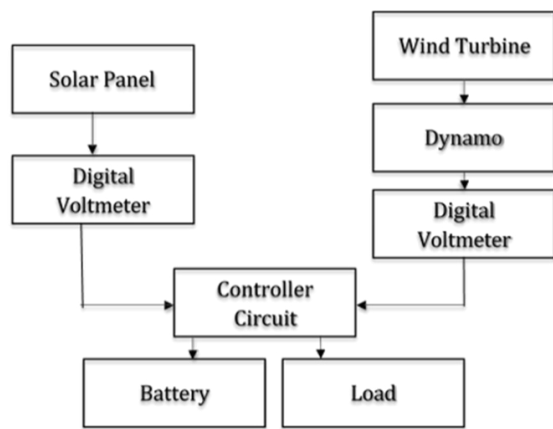 Solar Panel
Digital
Voltmeter
Wind Turbine
Dynamo
Digital
Voltmeter
Controller
Circuit
Battery
Load